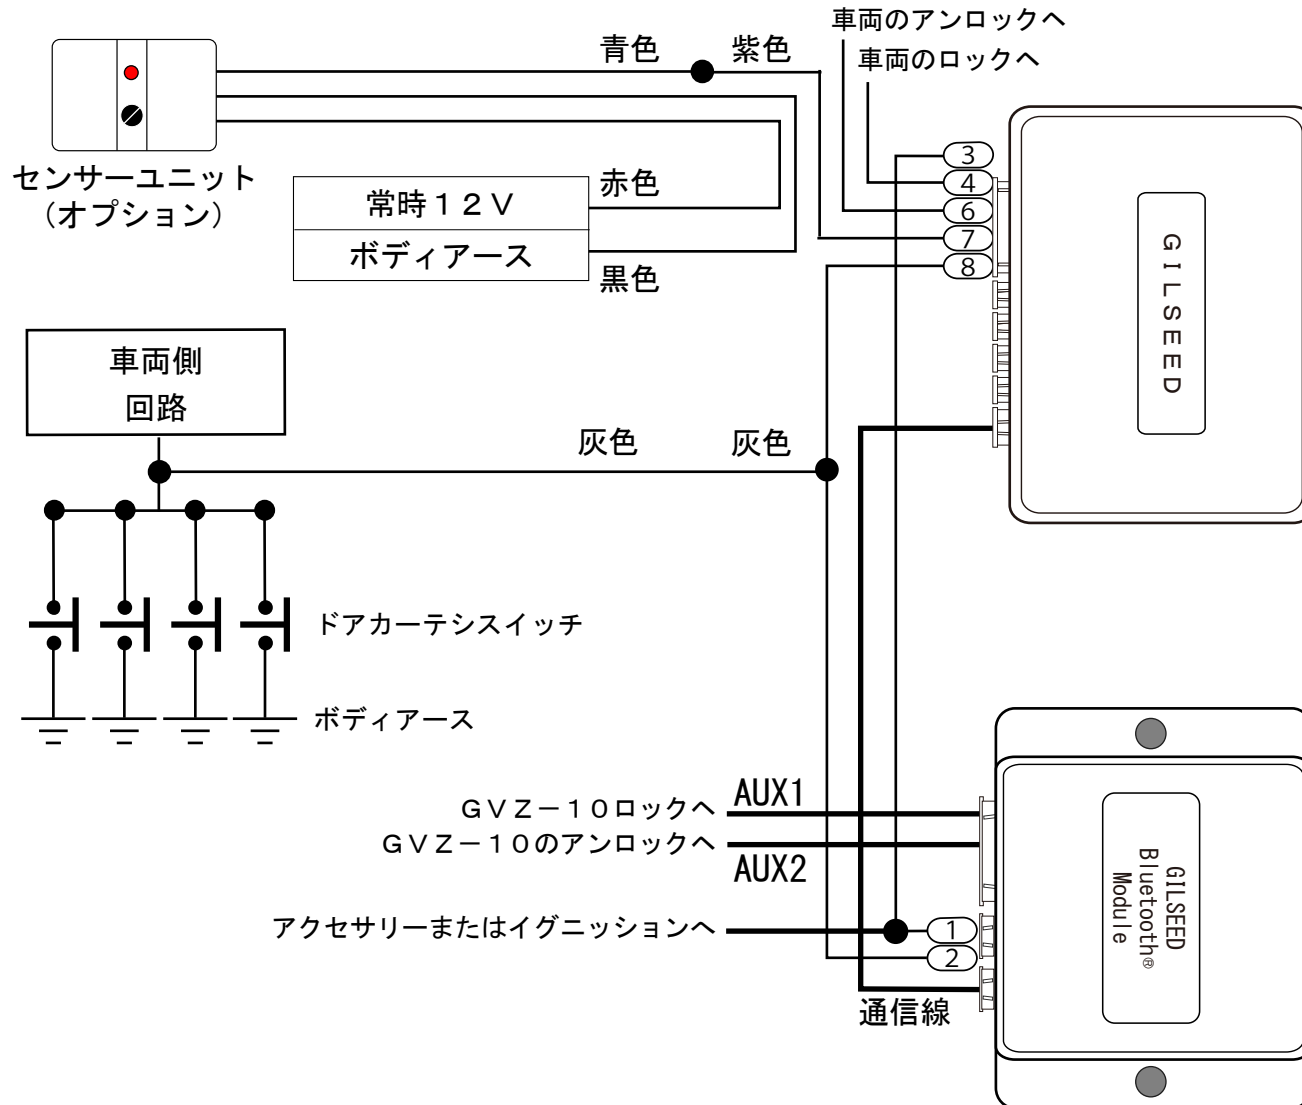 車両のアンロックへ
青色
紫色
車両のロックへ
センサーユニット
(オプション)
常時12V
赤色
ボディアース
黒色
3
4
6
7
8
GILSEED
車両側
回路
灰色
灰色
ドアカーテシスイッチ
ボディアース
GVZ-10ロックへ
AUX1
GVZ-10のアンロックへ
AUX2
アクセサリーまたはイグニッションへ
1
2
通信線
GILSEED
Bluetooth®
Module